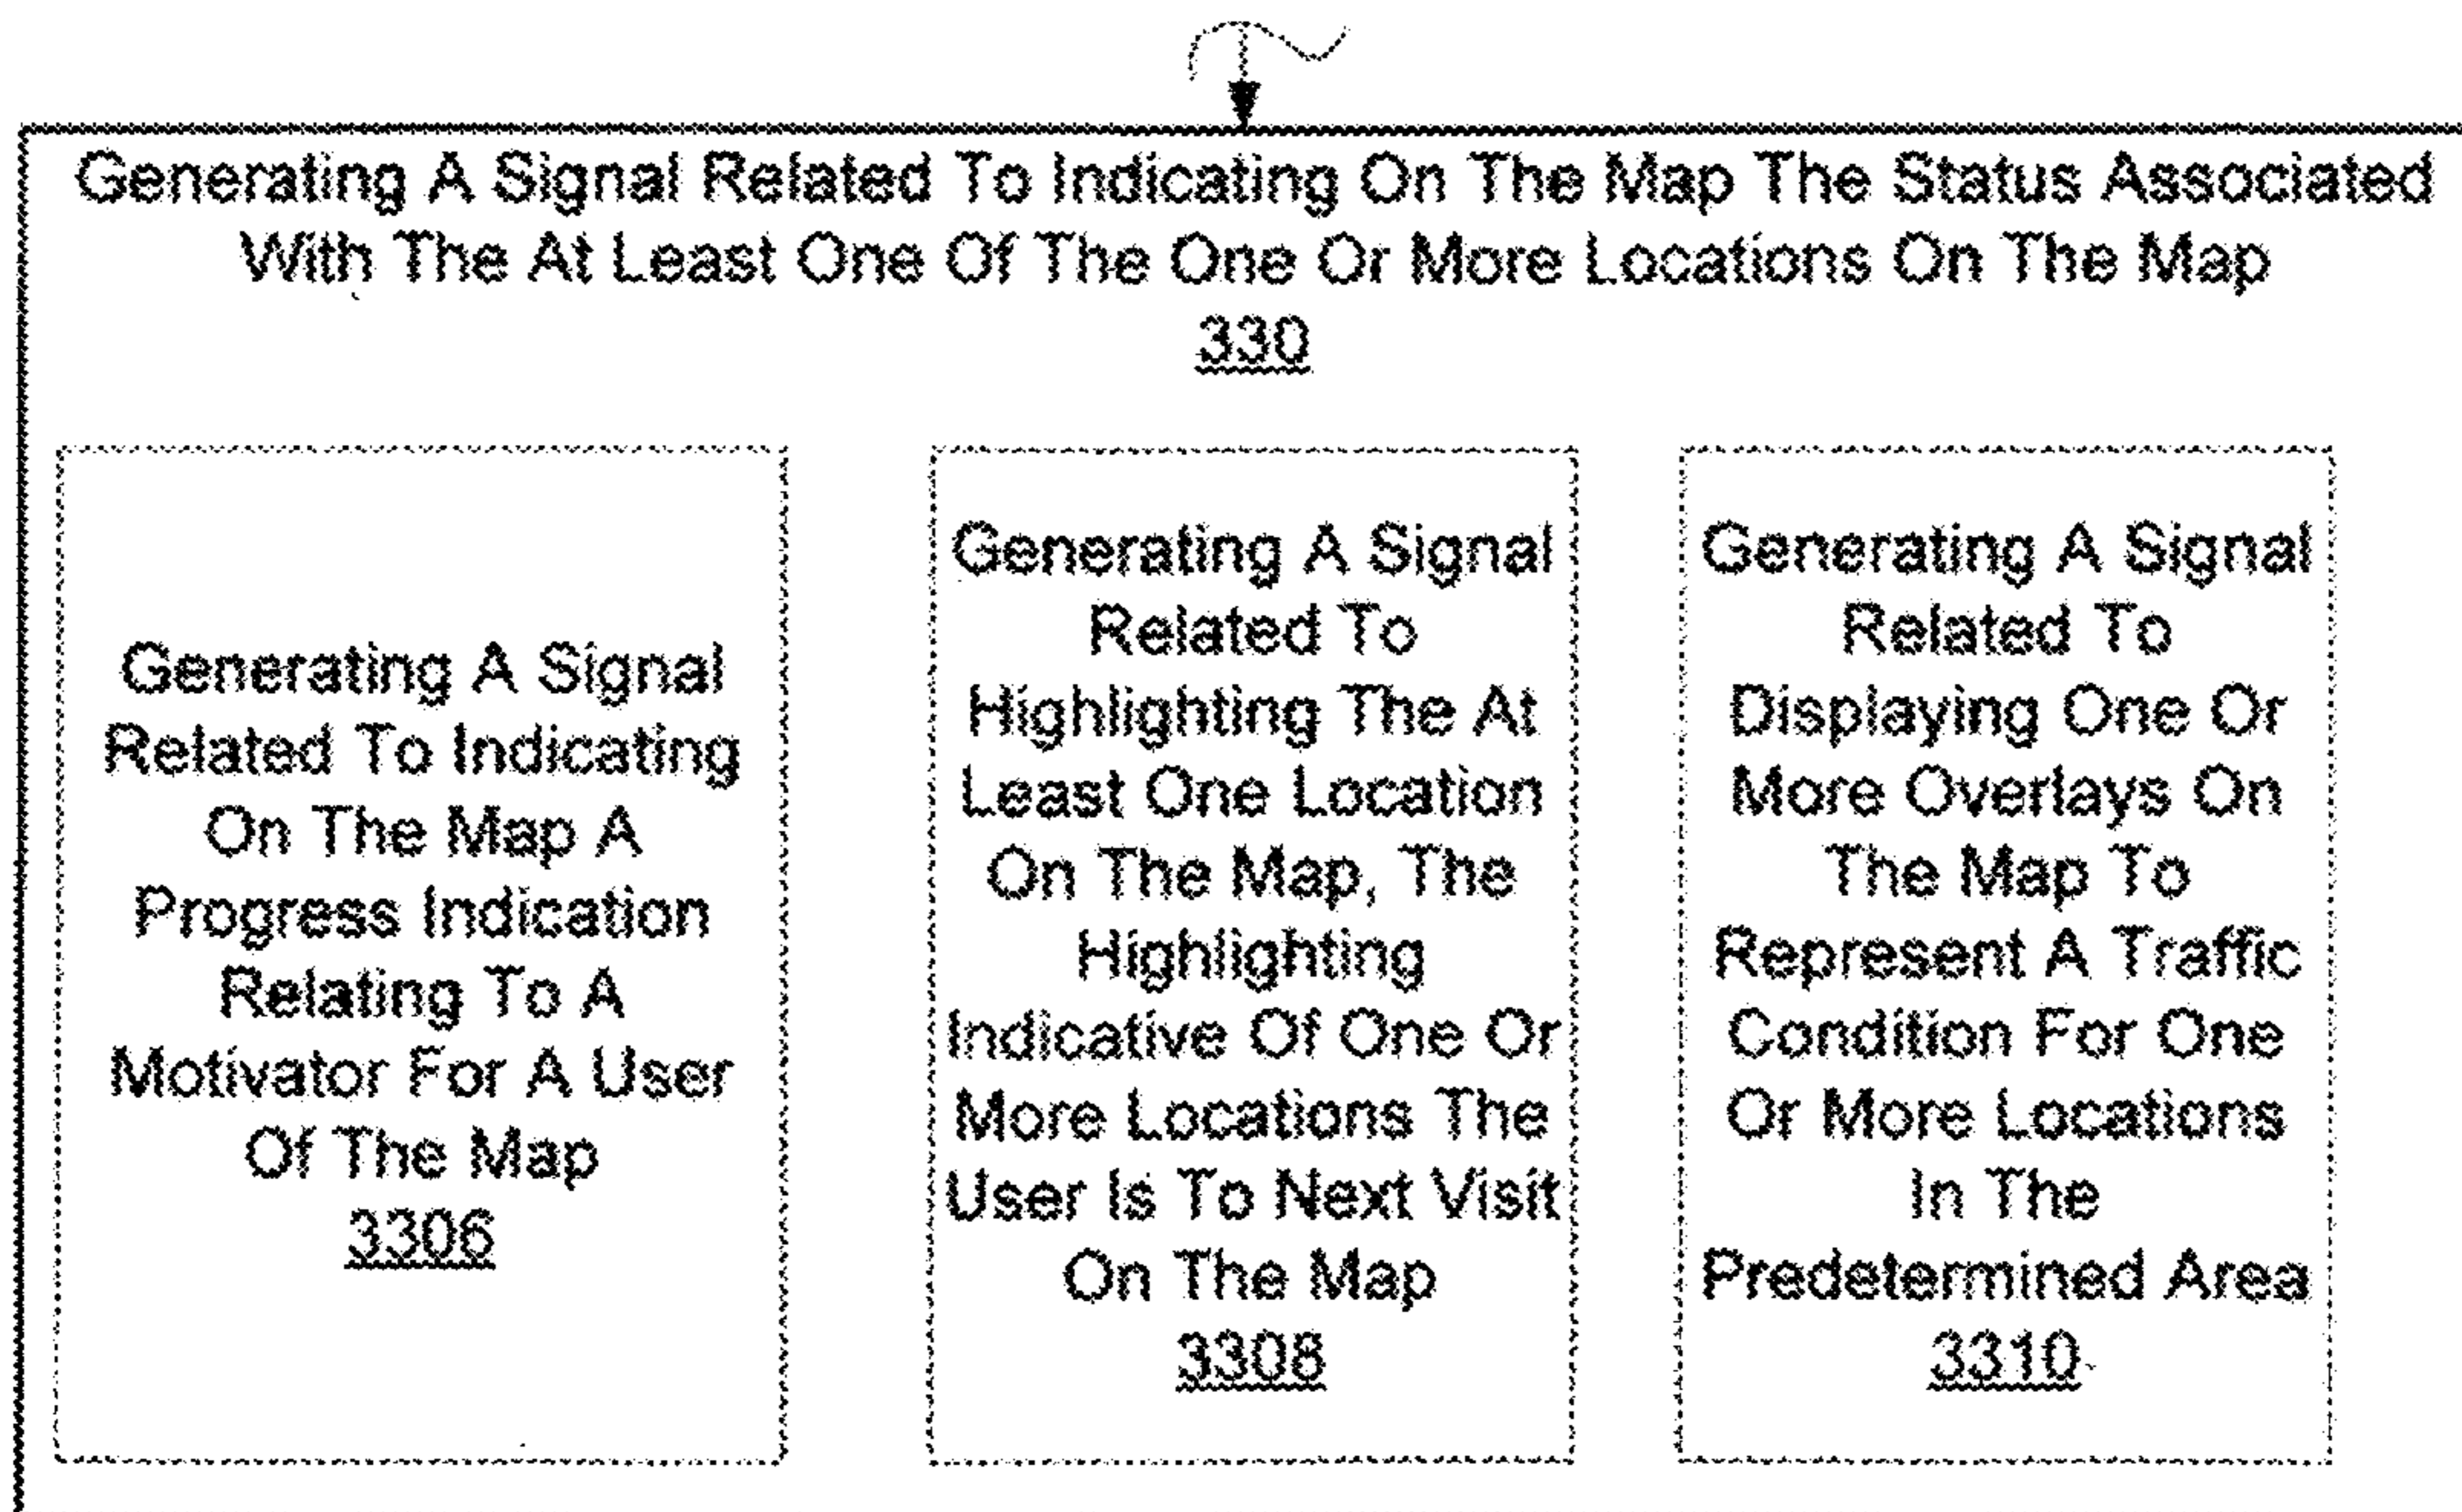 Generating A Signal Related To Indicating On The Map The Status Associated
With The At Least One Of The One Or More Locations On The Map
330
Generating A Signal
Related To Indicating
On The Map A
Progress Indication
Relating To A
Motivator For A User
Of The Map
3306
Generating A Signal
Related To
Highlighting The At
Least One Location
On The Map, The
Highlighting
Indicative Of One Or
More Locations The
User Is To Next Visit
On The Map
3308
Generating A Signal
Related To
Displaying One Or
More Overlays On
The Map To
Represent A Traffic
Condition For One
Or More Locations
In The
Predetermined Area
3310